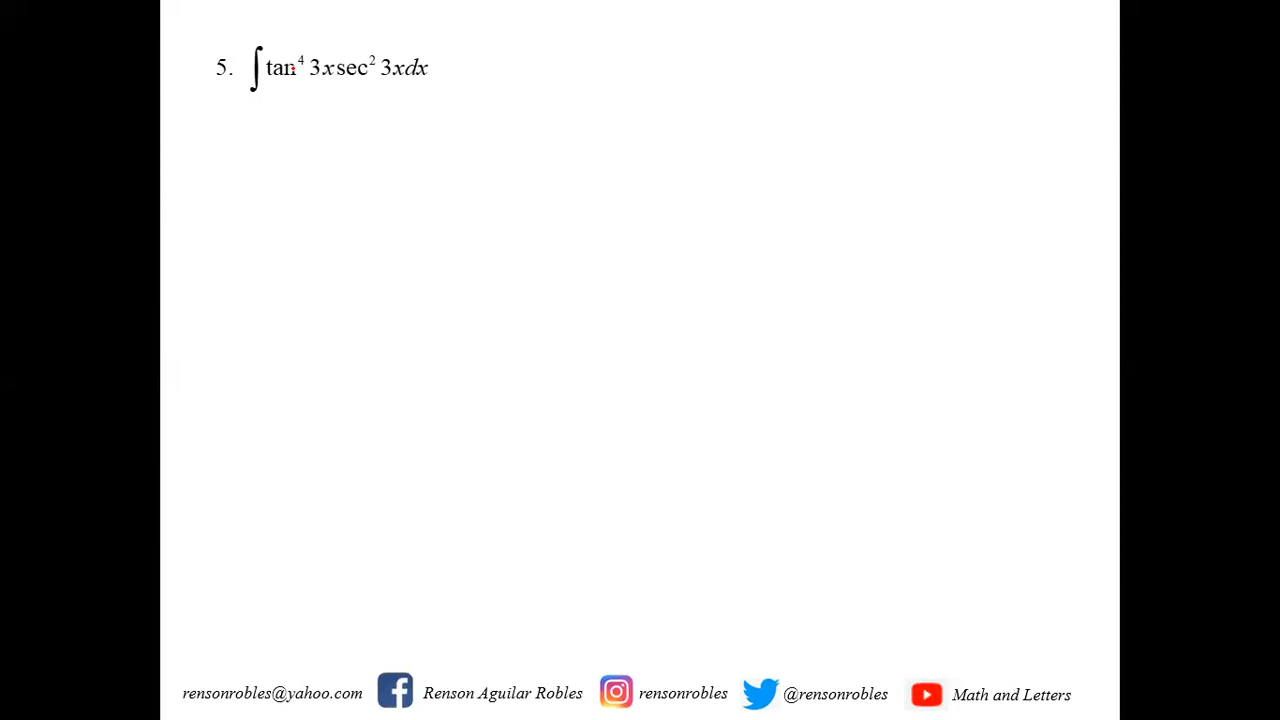 5. ∫ tan⁴ 3x sec² 3x dx
rensonrobles@yahoo.com Renson Aguilar Robles rensonrobles @rensonrobles Math and Letters